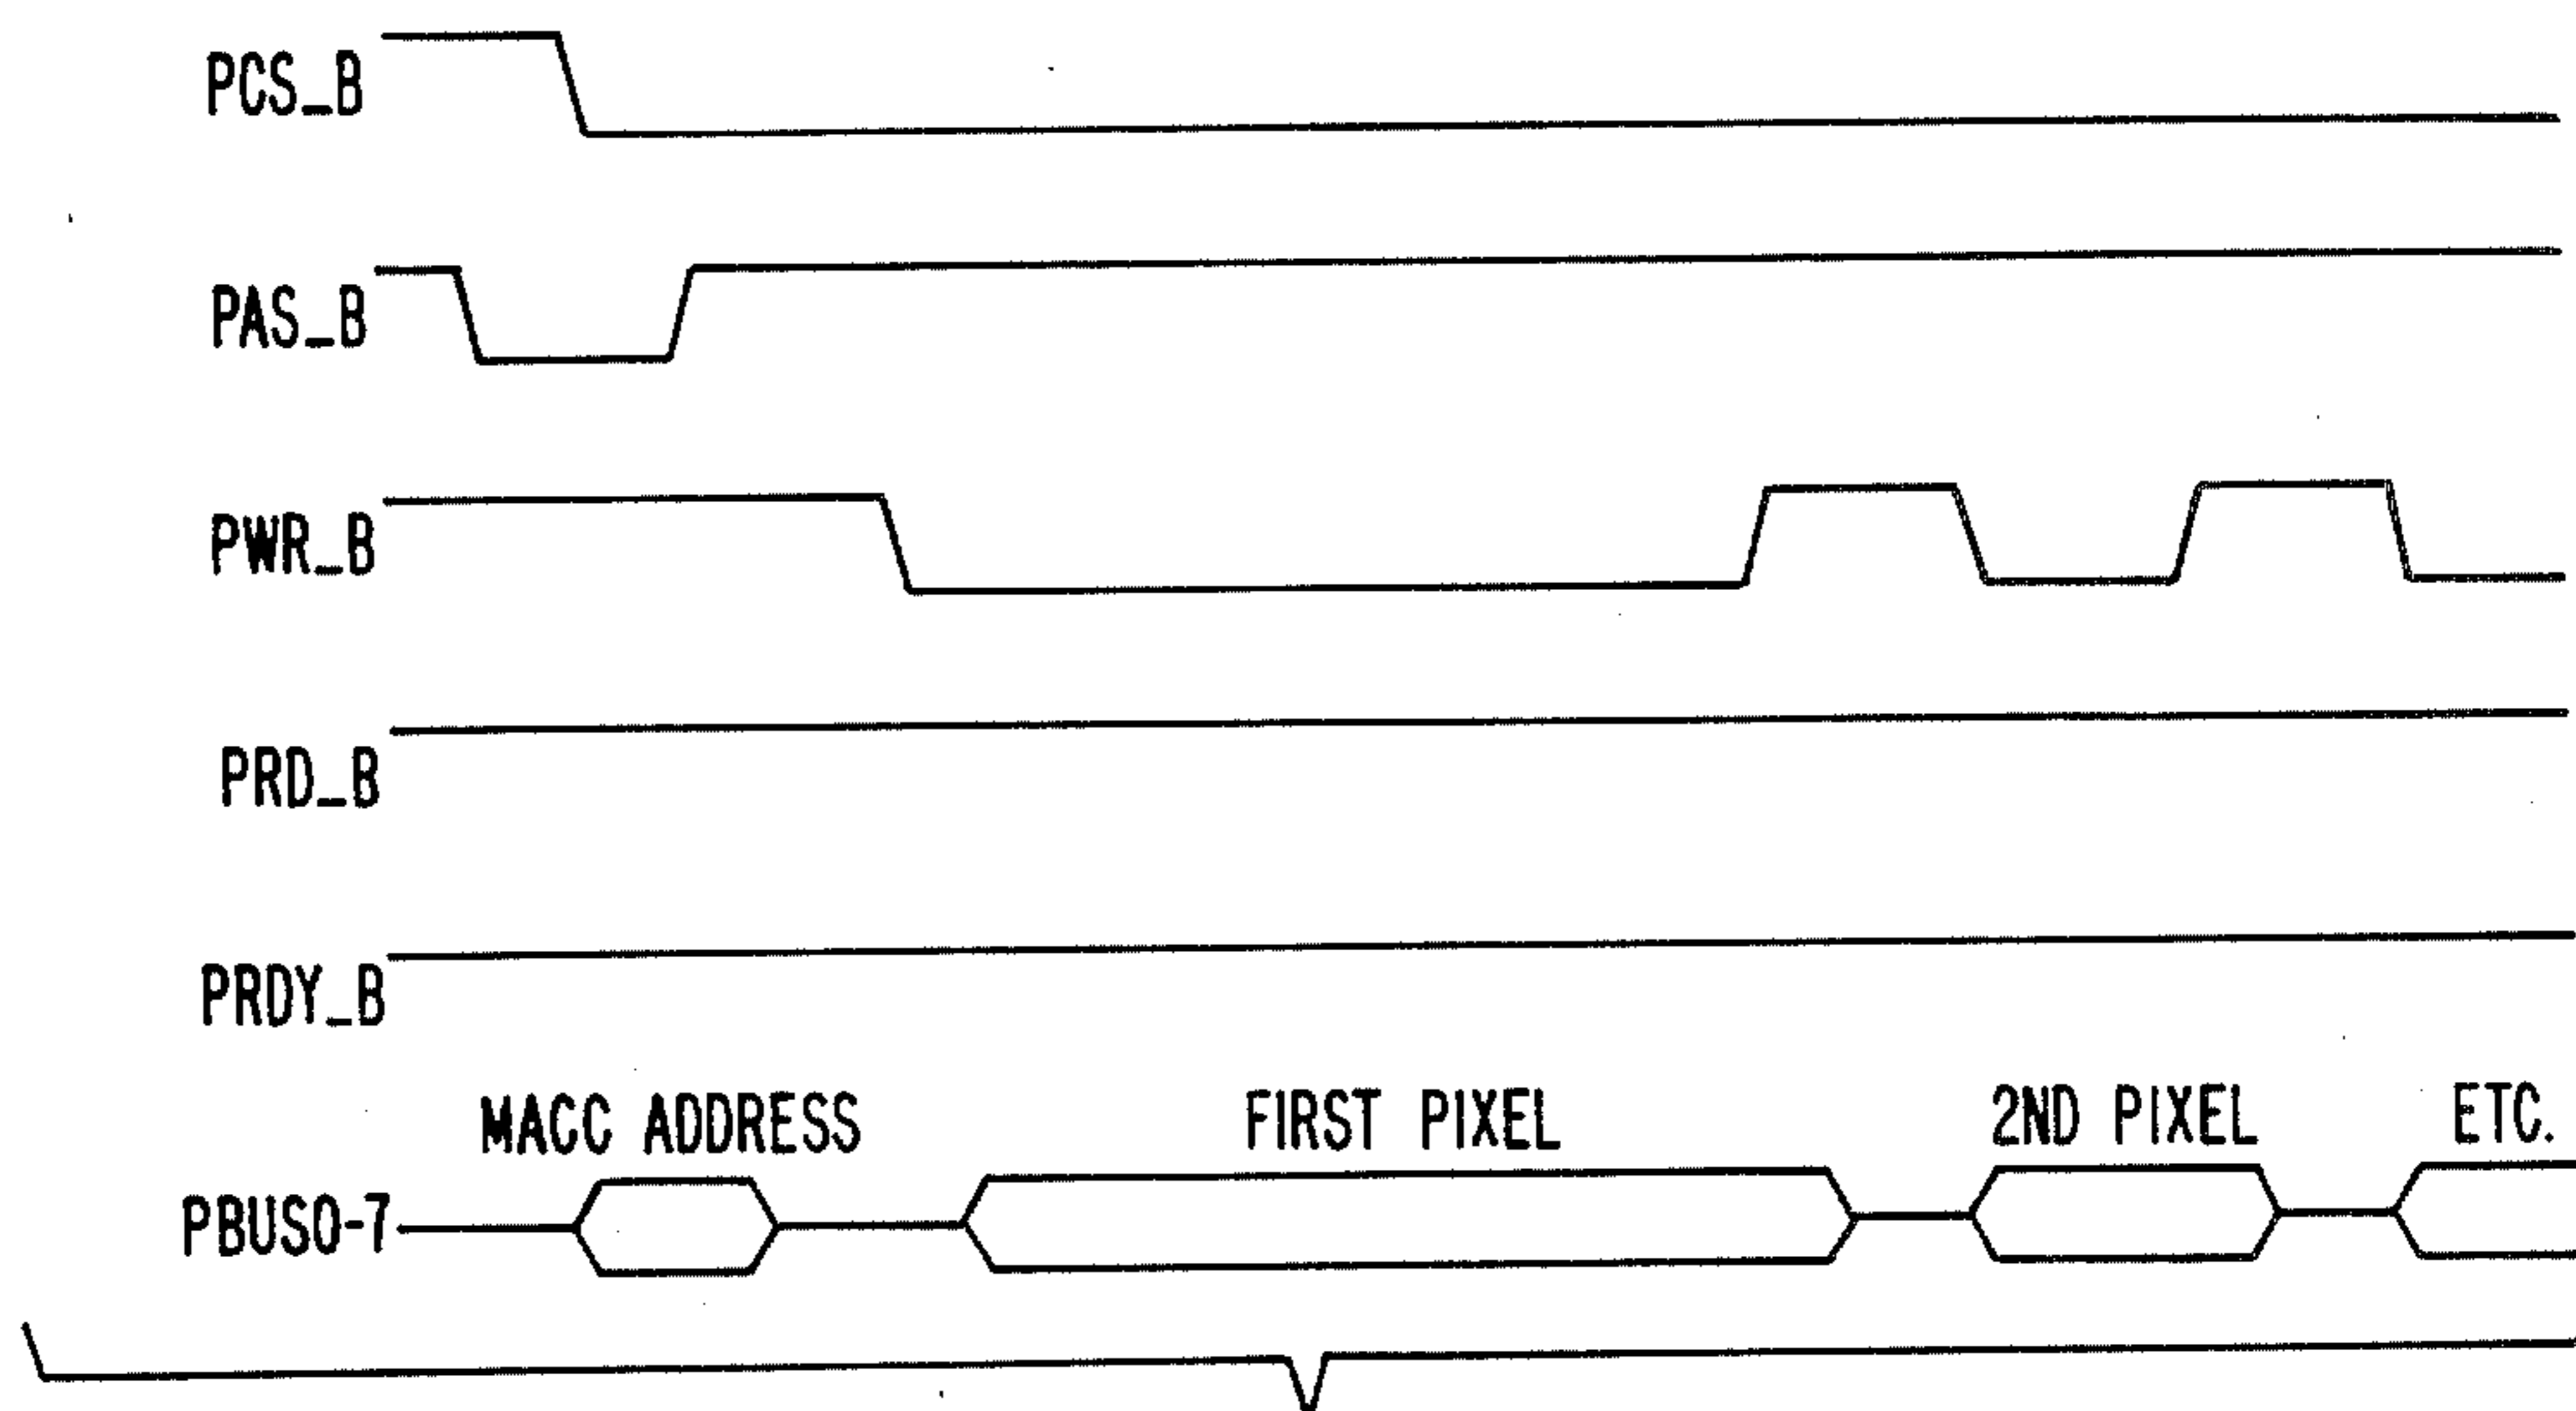 PCS_B
PAS_B
PWR_B
PRD_B
PRDY_B
MACC ADDRESS FIRST PIXEL 2ND PIXEL ETC.
PBUS0-7